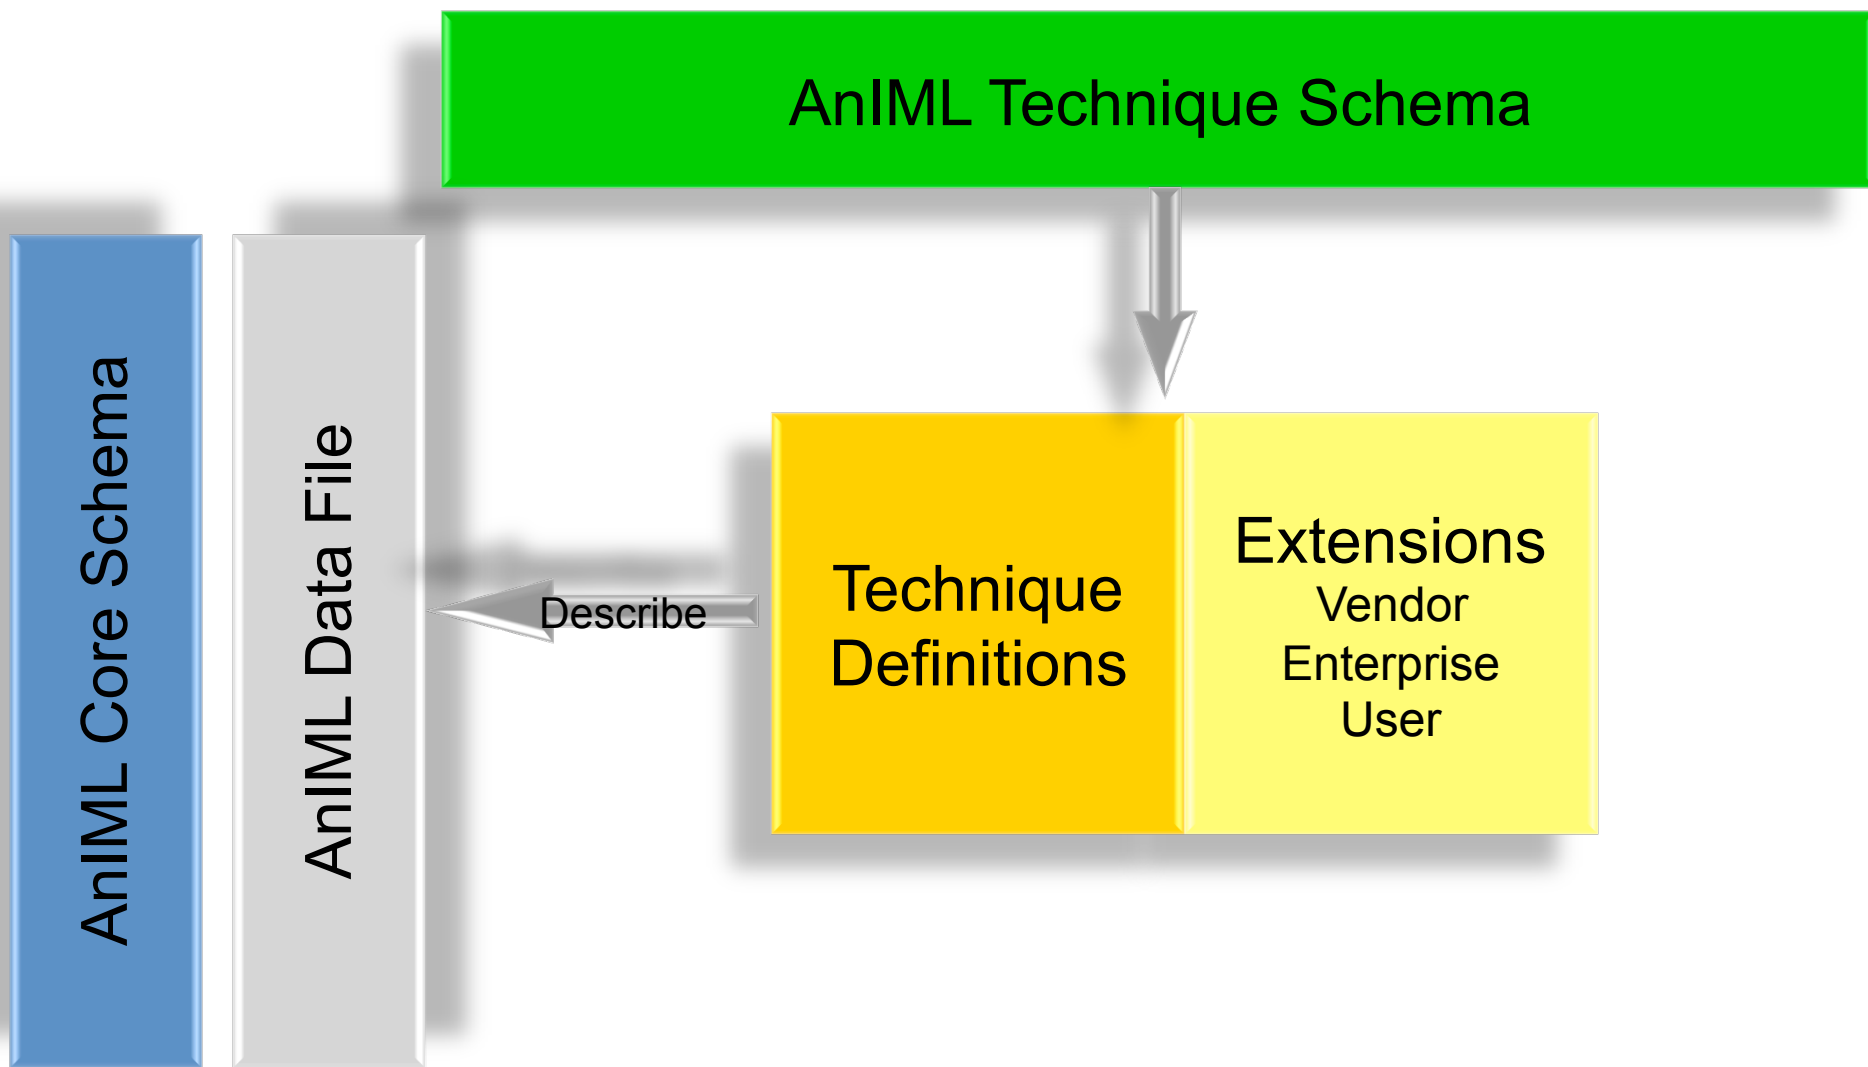 AnIML Technique Schema
AnIML Core Schema
AnIML Data File
Describe
Technique
Definitions
Extensions
Vendor
Enterprise
User